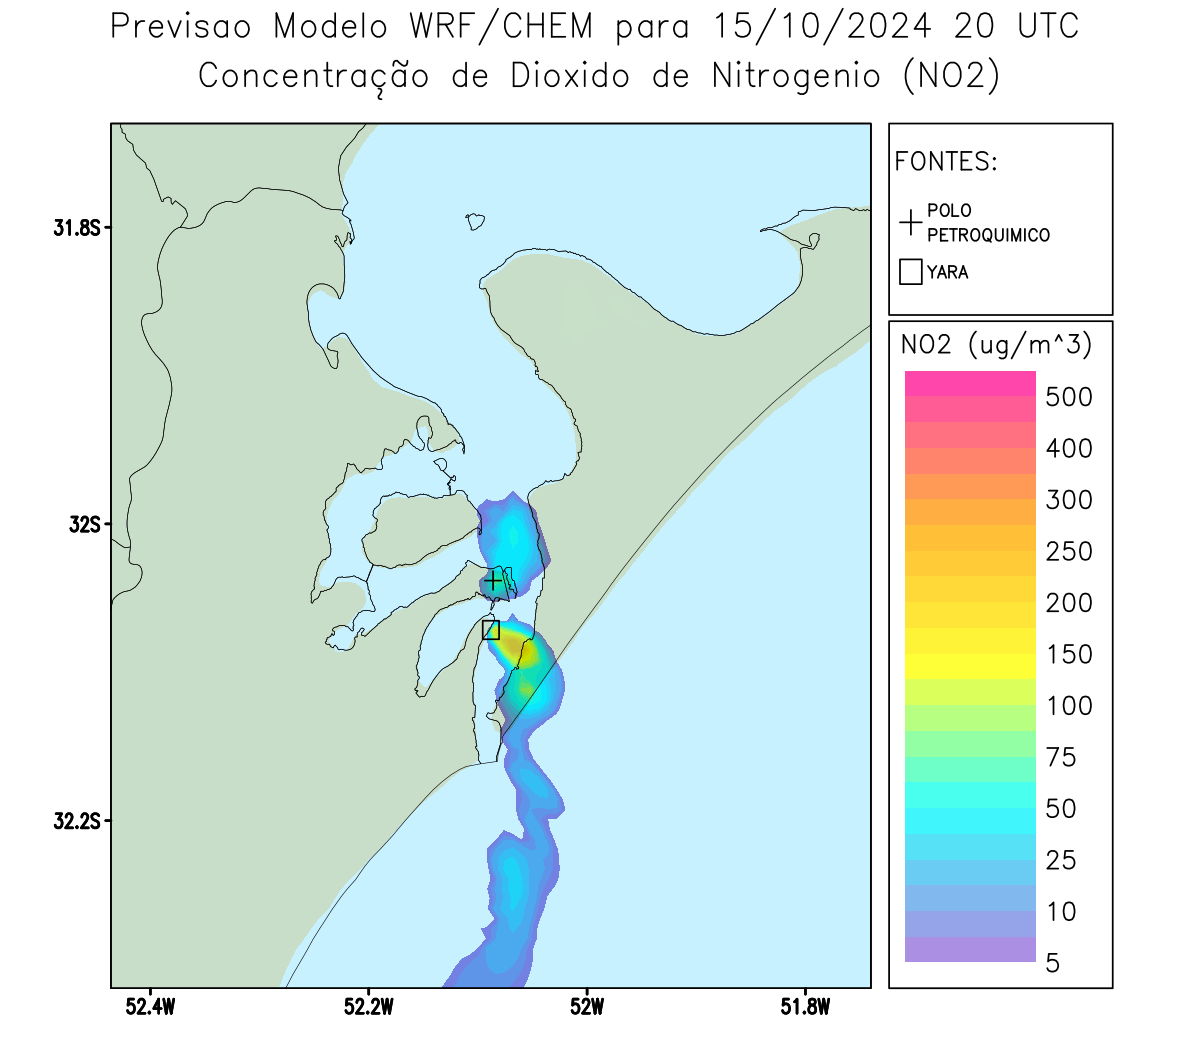 Previsao Modelo WRF/CHEM para 15/10/2024 20 UTC
Concentração de Dioxido de Nitrogenio (NO2)
FONTES:
POLO
PETROQUIMICO
YARA
NO2 (ug/m^3)
500
400
300
250
200
150
100
75
50
25
10
5
31.8S
32S
32.2S
52.4W
52.2W
52W
51.8W